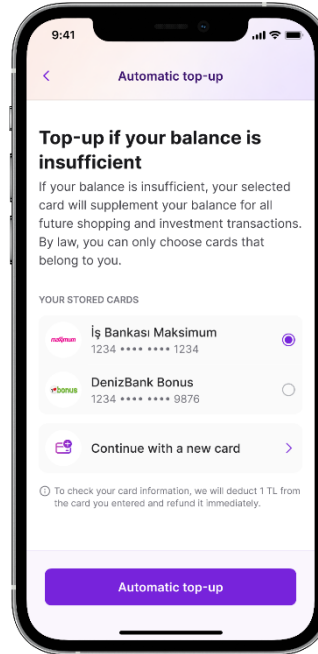 9:41
Automatic top-up
Top-up if your balance is
insufficient
If your balance is insufficient, your selected
card will supplement your balance for all
future shopping and investment transactions.
By law, you can only choose cards that
belong to you.
YOUR STORED CARDS
maximum
İş Bankası Maksimum
1234 •••• •••• 1234
bonus
DenizBank Bonus
1234 •••• •••• 9876
Continue with a new card
To check your card information, we will deduct 1 TL from
the card you entered and refund it immediately.
Automatic top-up